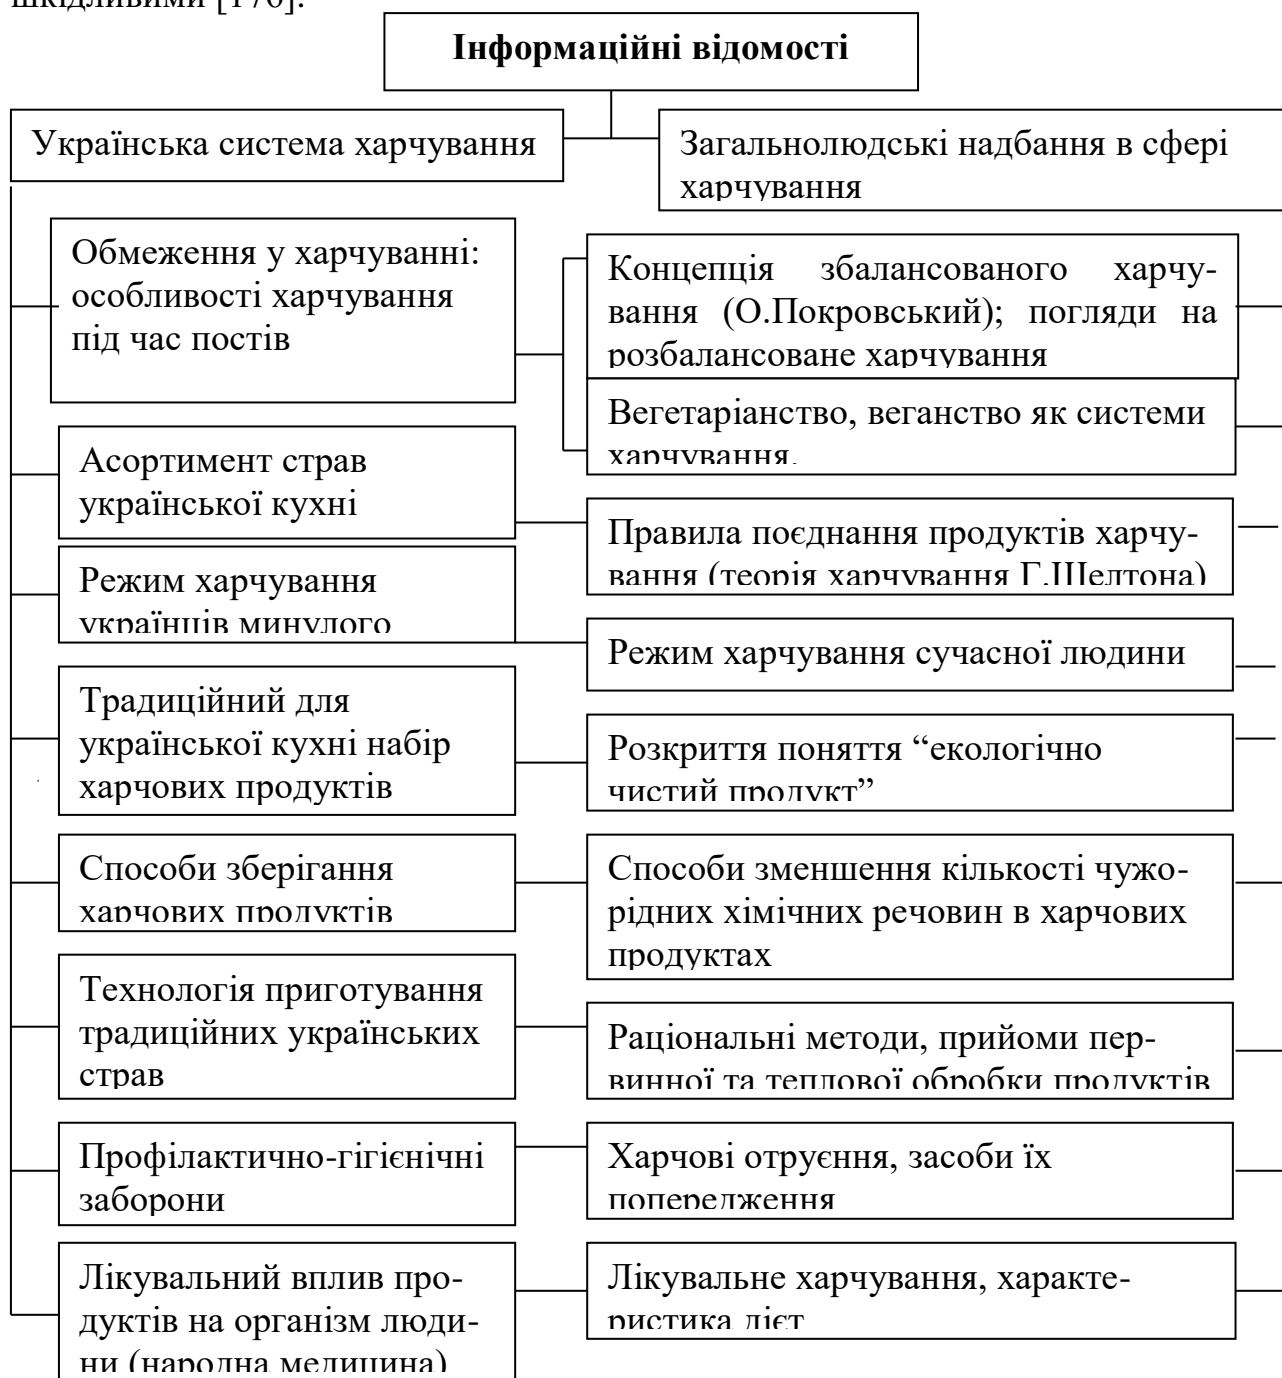 шкідливими [176].
Інформаційні відомості
Українська система харчування
Загальнолюдські надбання в сфері
харчування
Обмеження у харчуванні:
особливості харчування
під час постів
Концепція збалансованого харчу-
вання (О.Покровський); погляди на
розбалансоване харчування
Вегетаріанство, веганство як системи
харчування.
Асортимент страв
української кухні
Правила поєднання продуктів харчу-
вання (теорія харчування Г.Шелтона)
Режим харчування
українців минулого
Режим харчування сучасної людини
Традиційний для
української кухні набір
харчових продуктів
Розкриття поняття “екологічно
чистий продукт”
Способи зберігання
харчових продуктів
Способи зменшення кількості чужо-
рідних хімічних речовин в харчових
продуктах
Технологія приготування
традиційних українських
страв
Раціональні методи, прийоми пер-
винної та теплової обробки продуктів
Профілактично-гігієнічні
заборони
Харчові отруєння, засоби їх
попередження
Лікувальний вплив про-
дуктів на організм люди-
ни (народна медицина)
Лікувальне харчування, характе-
ристика дієт